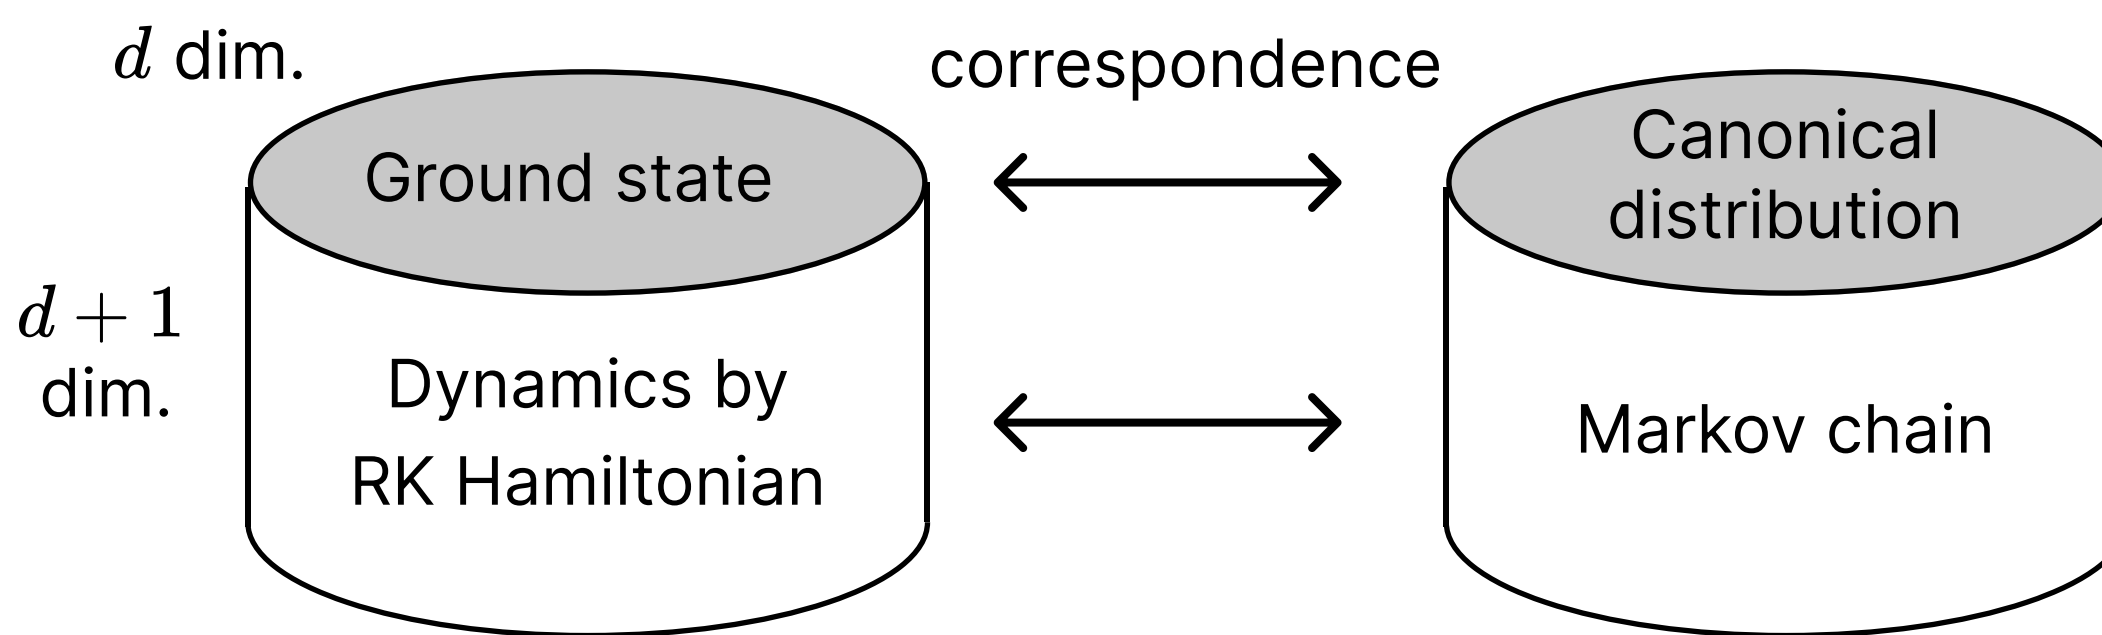 d dim.
correspondence
Ground state
Canonical
distribution
d + 1
dim.
Dynamics by
RK Hamiltonian
Markov chain